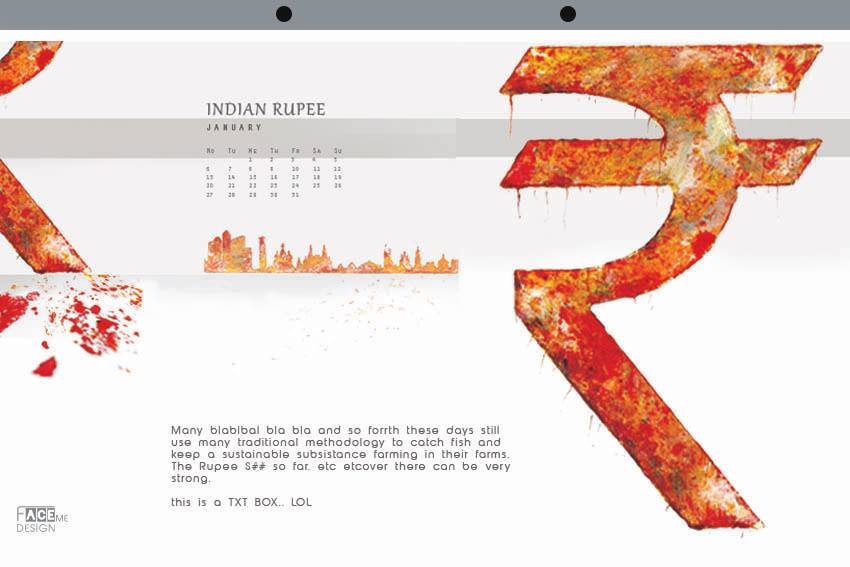 INDIAN RUPEE
JANUARY
Mo Tu We Th Fr Sa Su
1 2 3 4 5
6 7 8 9 10 11 12
13 14 15 16 17 18 19
20 21 22 23 24 25 26
27 28 29 30 31
Many blablbal bla bla and so forrth these days still
use many traditional methodology to catch fish and
keep a sustainable subsistance farming in their farms.
The Rupee S## so far. etc etcover there can be very
strong.
this is a TXT BOX.. LOL
FACEME
DESIGN
₹